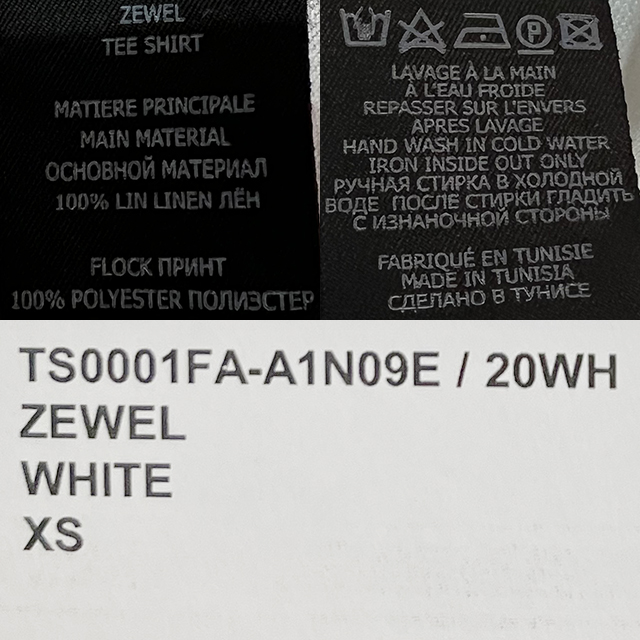 ZEWEL
TEE SHIRT
MATIERE PRINCIPALE
MAIN MATERIAL
ОСНОВНОЙ МАТЕРИАЛ
100% LIN LINEN ЛЁН
FLOCK ПРИНТ
100% POLYESTER ПОЛИЭСТЕР
LAVAGE À LA MAIN
À L'EAU FROIDE
REPASSER SUR L'ENVERS
APRES LAVAGE
HAND WASH IN COLD WATER
IRON INSIDE OUT ONLY
РУЧНАЯ СТИРКА В ХОЛОДНОЙ
ВОДЕ ПОСЛЕ СТИРКИ ГЛАДИТЬ
С ИЗНАНОЧНОЙ СТОРОНЫ
FABRIQUÉ EN TUNISIE
MADE IN TUNISIA
СДЕЛАНО В ТУНИСЕ
TS0001FA-A1N09E / 20WH
ZEWEL
WHITE
XS